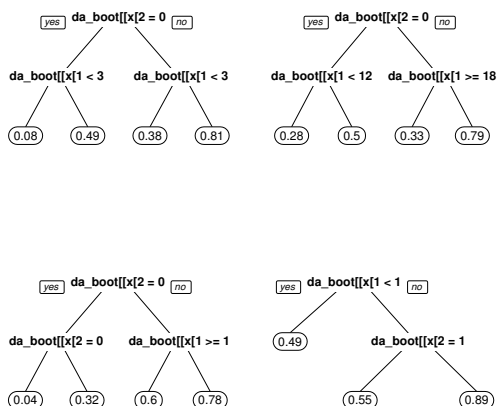 yes da_boot[[x[2 = 0 no
da_boot[[x[1 < 3 da_boot[[x[1 < 3
0.08 0.49 0.38 0.81
yes da_boot[[x[2 = 0 no
da_boot[[x[1 < 12 da_boot[[x[1 >= 18
0.28 0.5 0.33 0.79
yes da_boot[[x[2 = 0 no
da_boot[[x[2 = 0 da_boot[[x[1 >= 1
0.04 0.32 0.6 0.78
yes da_boot[[x[1 < 1 no
0.49 da_boot[[x[2 = 1
0.55 0.89